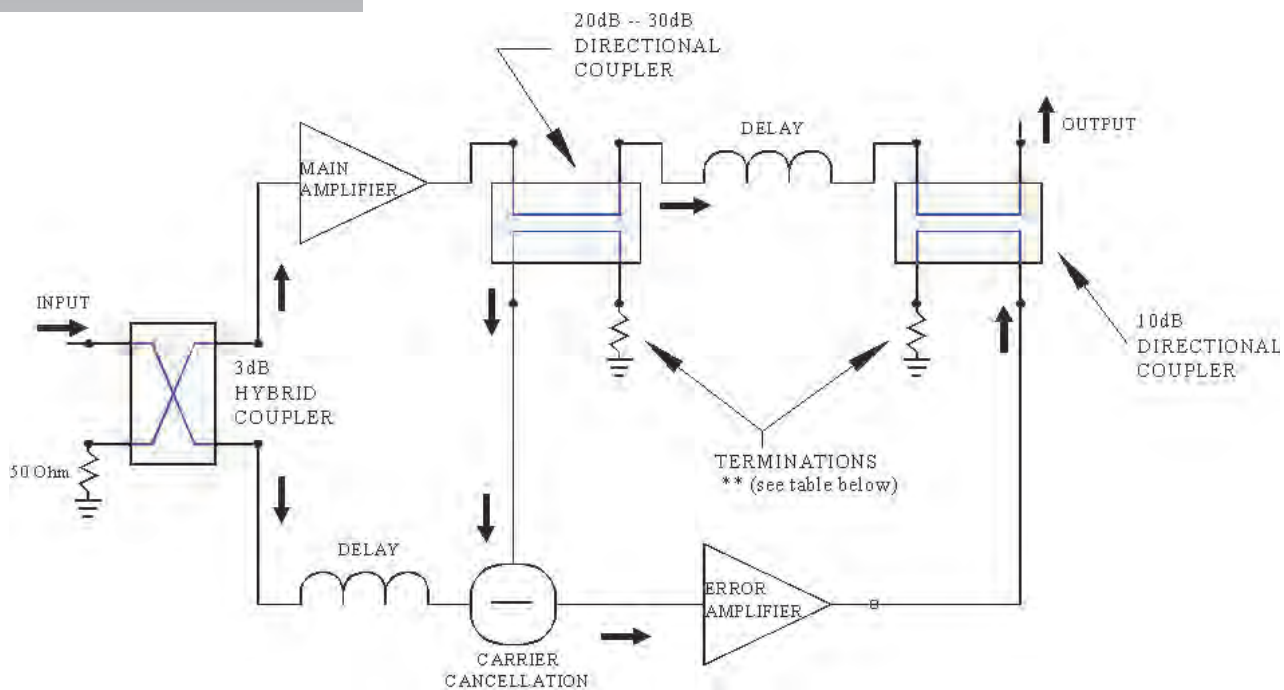 20dB -- 30dB
DIRECTIONAL
COUPLER
DELAY
OUTPUT
MAIN
AMPLIFIER
INPUT
3dB
HYBRID
COUPLER
10dB
DIRECTIONAL
COUPLER
50 Ohm
TERMINATIONS
** (see table below)
DELAY
ERROR
AMPLIFIER
CARRIER
CANCELLATION